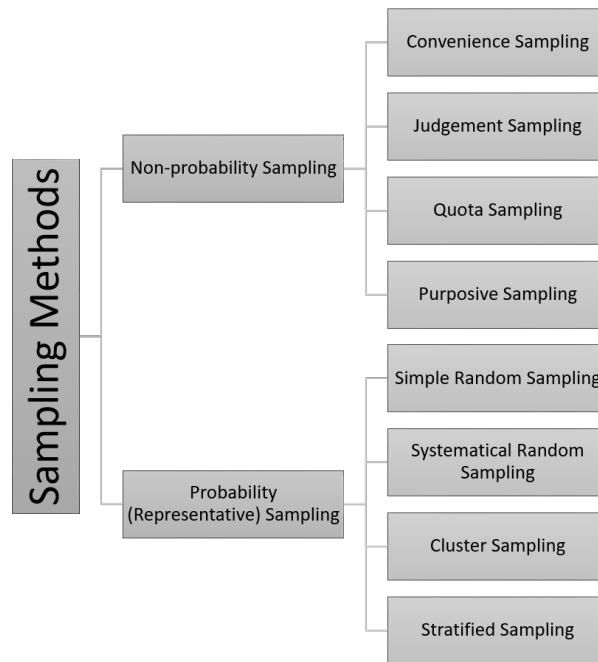 Sampling Methods
Non-probability Sampling
Convenience Sampling
Judgement Sampling
Quota Sampling
Purposive Sampling
Probability
(Representative) Sampling
Simple Random Sampling
Systematical Random
Sampling
Cluster Sampling
Stratified Sampling